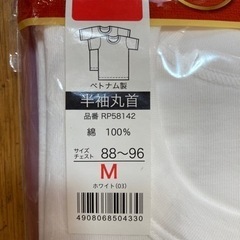 ベトナム製
半袖丸首
品番 RP58142
綿 100%
サイズ
チェスト 88〜96
M
ホワイト(03)
4908068504330